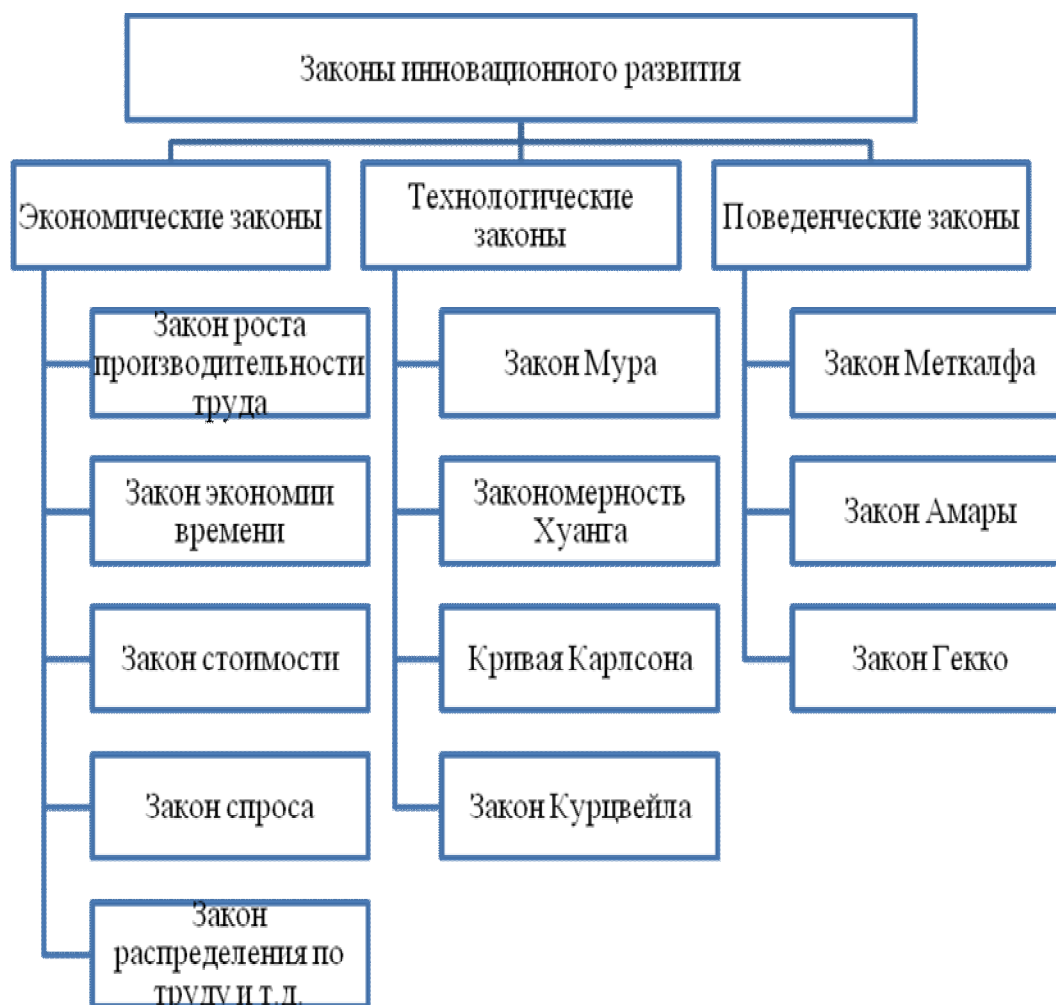 Законы инновационного развития
Экономические законы
Технологические
законы
Поведенческие законы
Закон роста
производительности
труда
Закон экономии
времени
Закон стоимости
Закон спроса
Закон
распределения по
труду и т.д.
Закон Мура
Закономерность
Хуанга
Кривая Карлсона
Закон Курцвейла
Закон Меткалфа
Закон Амары
Закон Гекко